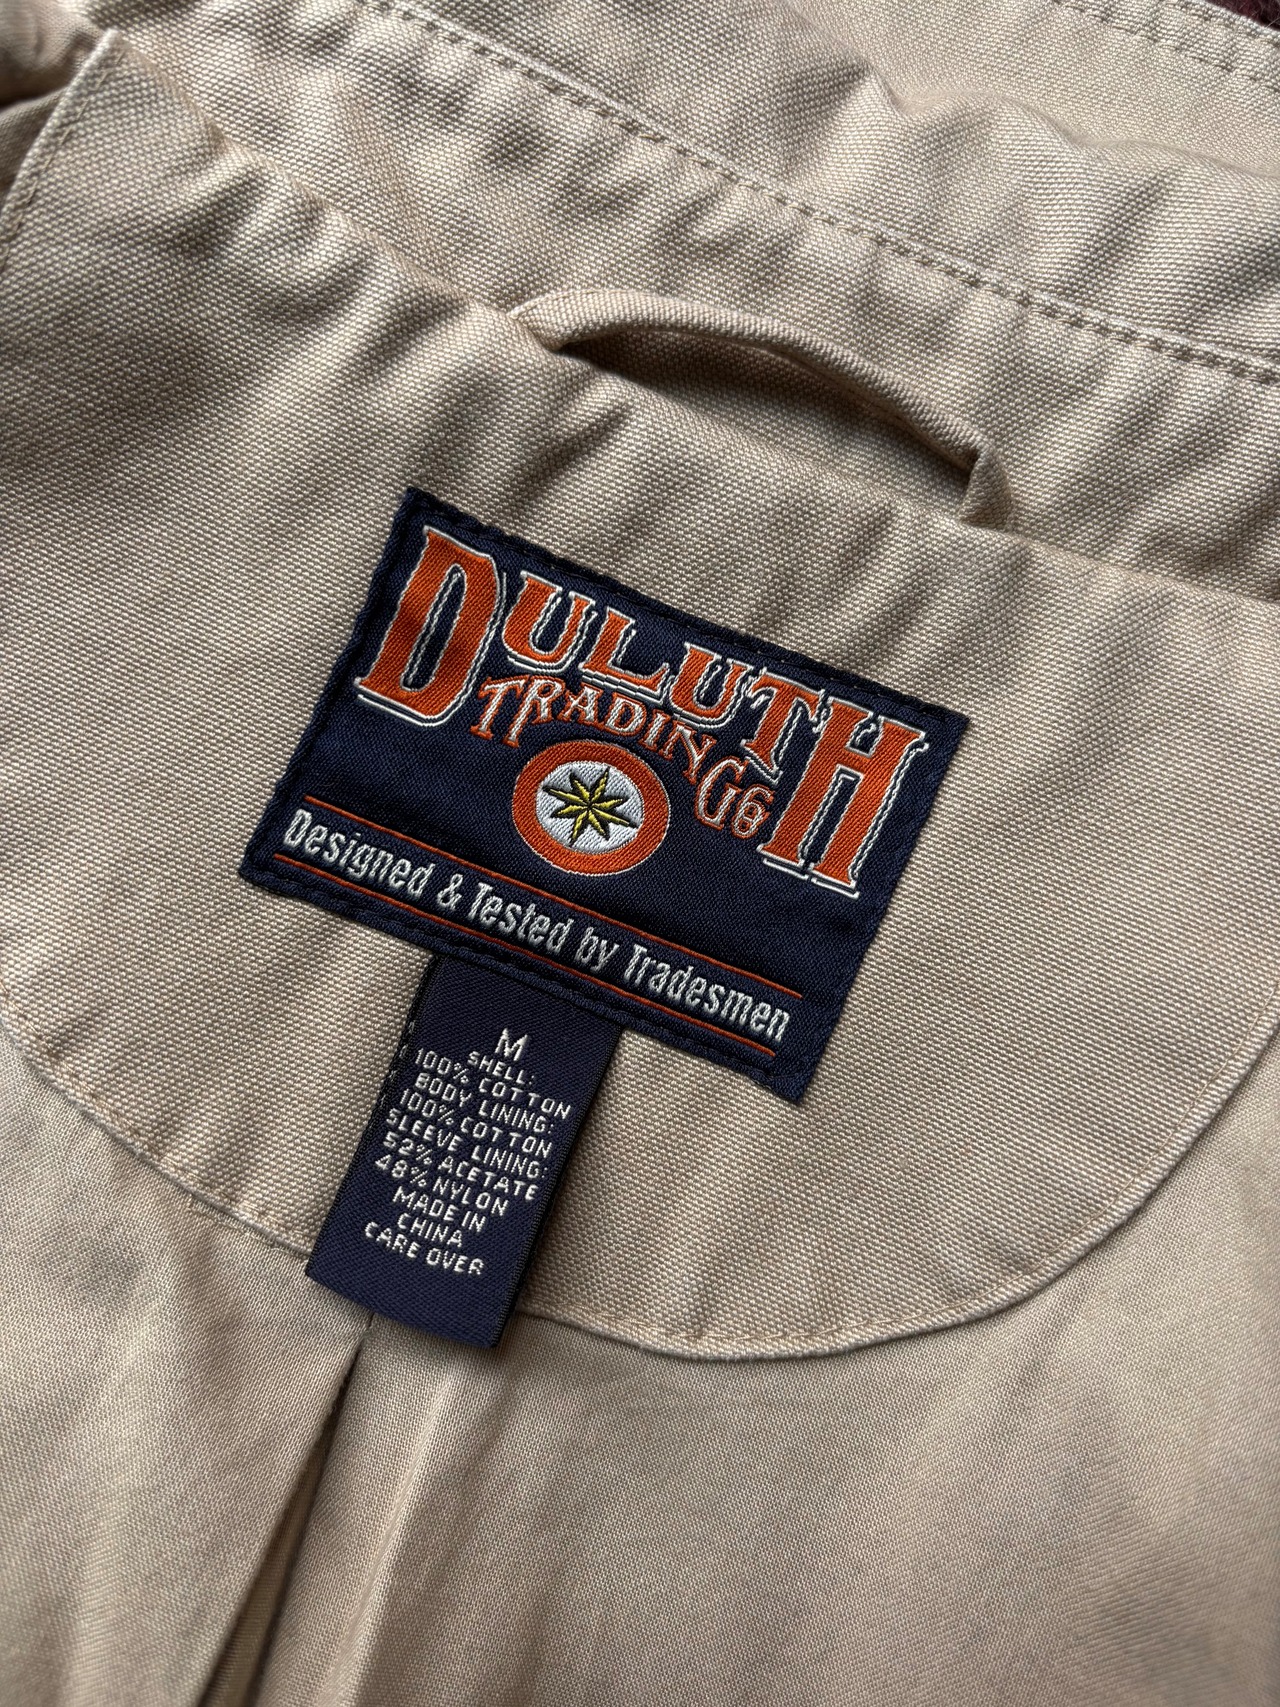 DULUTH
TRADING Co
Designed & Tested by Tradesmen
M
SHELL:
100% COTTON
BODY LINING:
100% COTTON
SLEEVE LINING:
52% ACETATE
48% NYLON
MADE IN
CHINA
CARE OVER